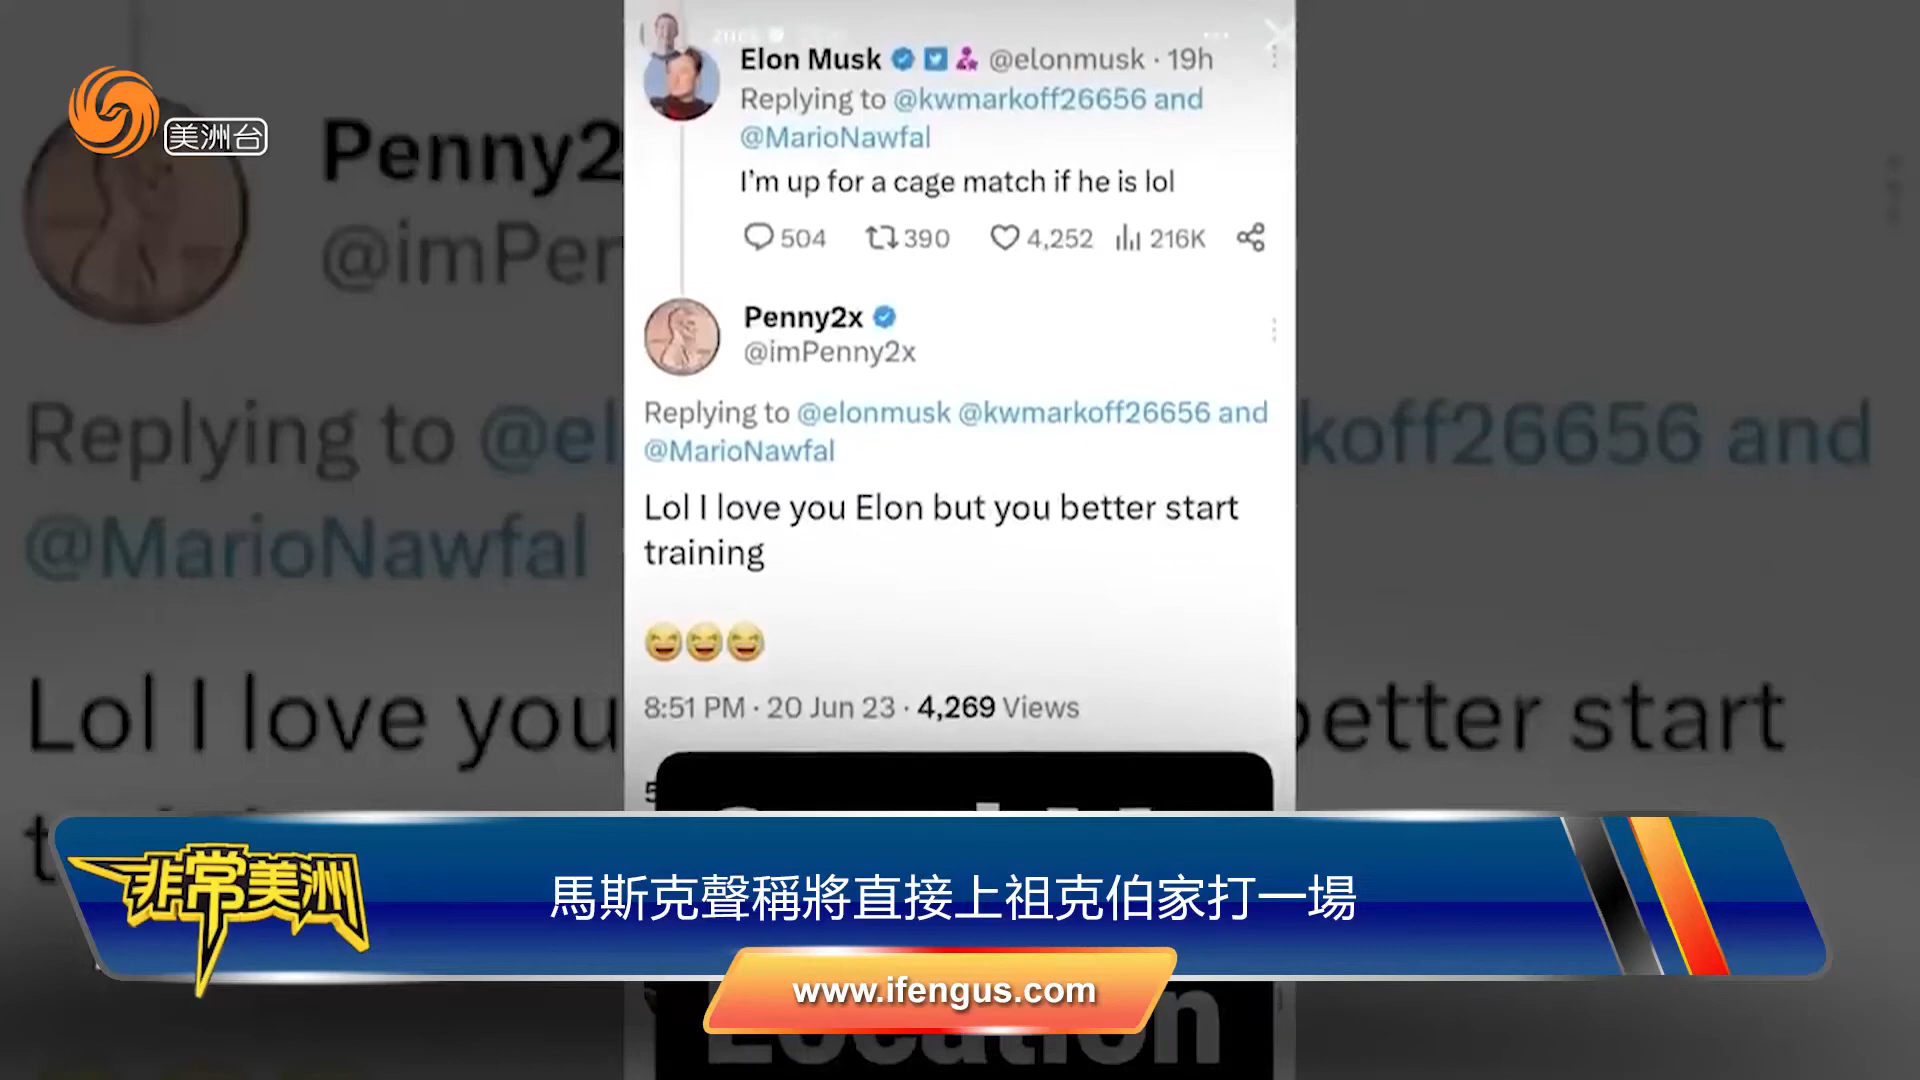 美洲台
Elon Musk @elonmusk · 19h
Replying to @kwmarkoff26656 and
@MarioNawfal
I'm up for a cage match if he is lol
504 390 4,252 216K
Penny2x
@imPenny2x
Replying to @elonmusk @kwmarkoff26656 and
@MarioNawfal
Lol I love you Elon but you better start
training
😆😆😂
8:51 PM · 20 Jun 23 · 4,269 Views
Penny2
@imPen
Replying to @el
koff26656 and
@MarioNawfal
Lol I love you
better start
非常美洲
馬斯克聲稱將直接上祖克伯家打一場
www.ifengus.com
Location